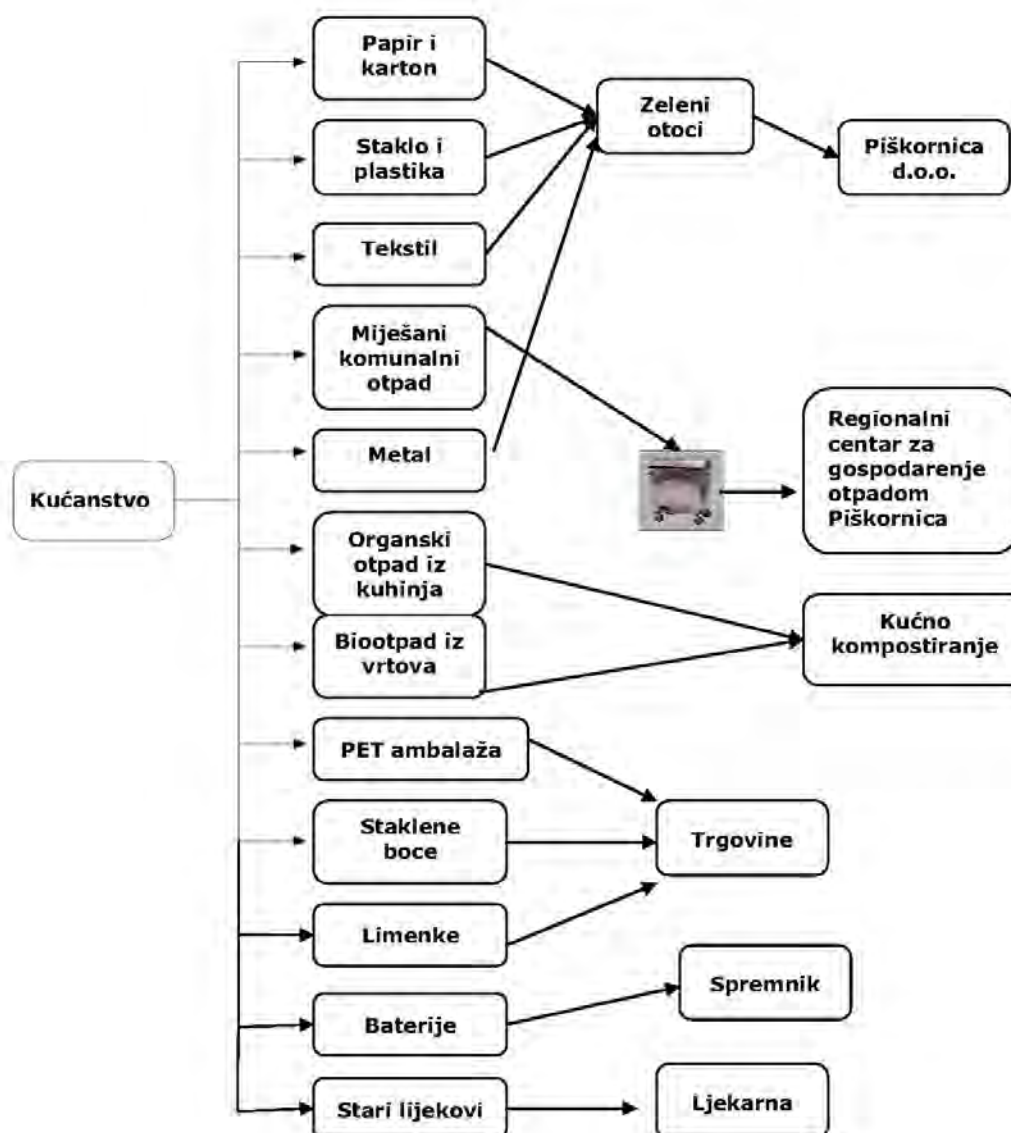 Papir i
karton
Zeleni
otoci
Staklo i
plastika
Piškornica
d.o.o.
Tekstil
Miješani
komunalni
otpad
Regionalni
centar za
gospodarenje
otpadom
Piškornica
Metal
Kućanstvo
Organski
otpad iz
kuhinja
Kućno
kompostiranje
Biootpad iz
vrtova
PET ambalaža
Staklene
boce
Trgovine
Limenke
Spremnik
Baterije
Stari lijekovi
Ljekarna